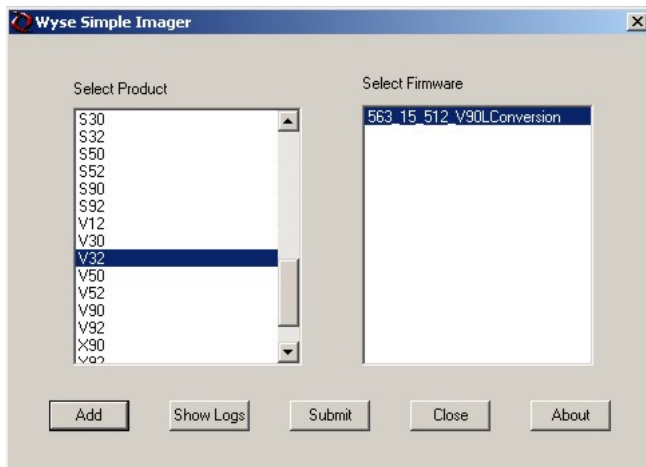 Wyse Simple Imager
Select Product
S30
S32
S50
S52
S90
S92
V12
V30
V32
V50
V52
V90
V92
X90
Select Firmware
563_15_512_V90LConversion
Add
Show Logs
Submit
Close
About